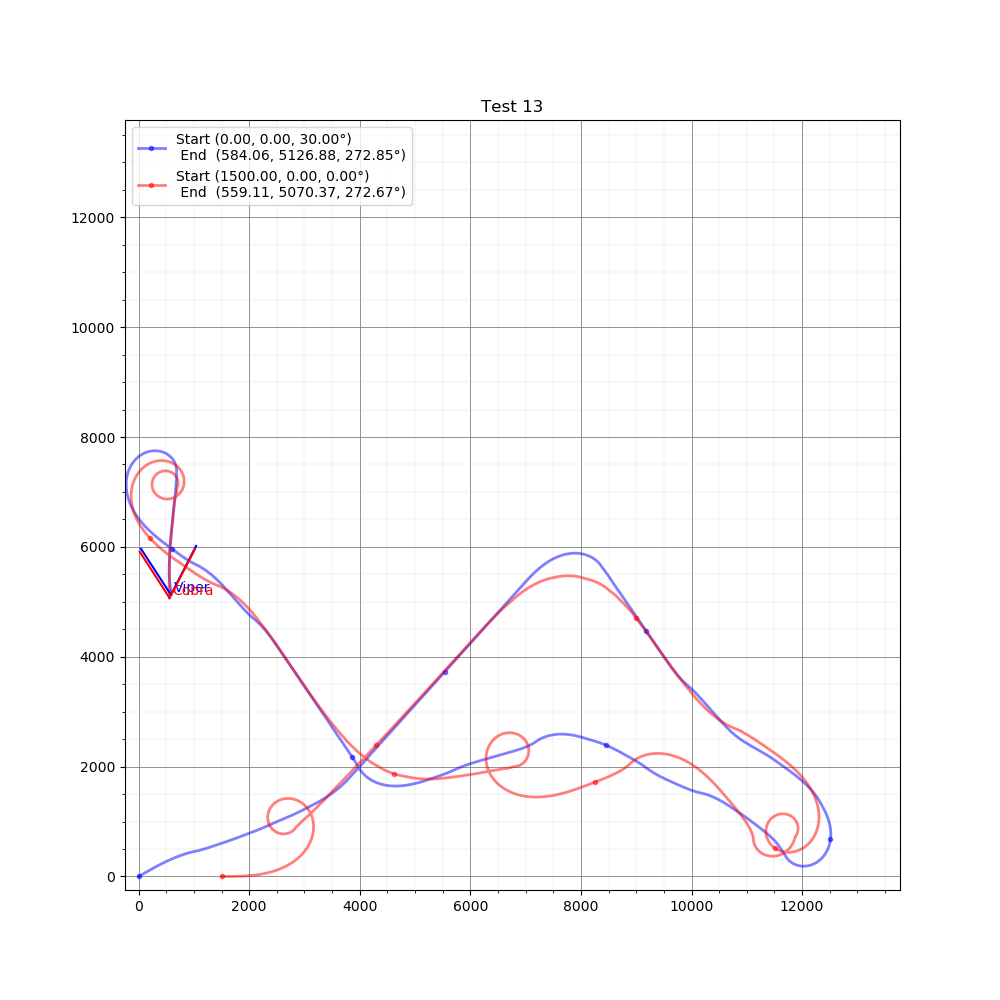 Test 13
Start (0.00, 0.00, 30.00°)
End  (584.06, 5126.88, 272.85°)
Start (1500.00, 0.00, 0.00°)
End  (559.11, 5070.37, 272.67°)
12000
10000
8000
6000
4000
2000
0
Viper
Cobra
0 2000 4000 6000 8000 10000 12000